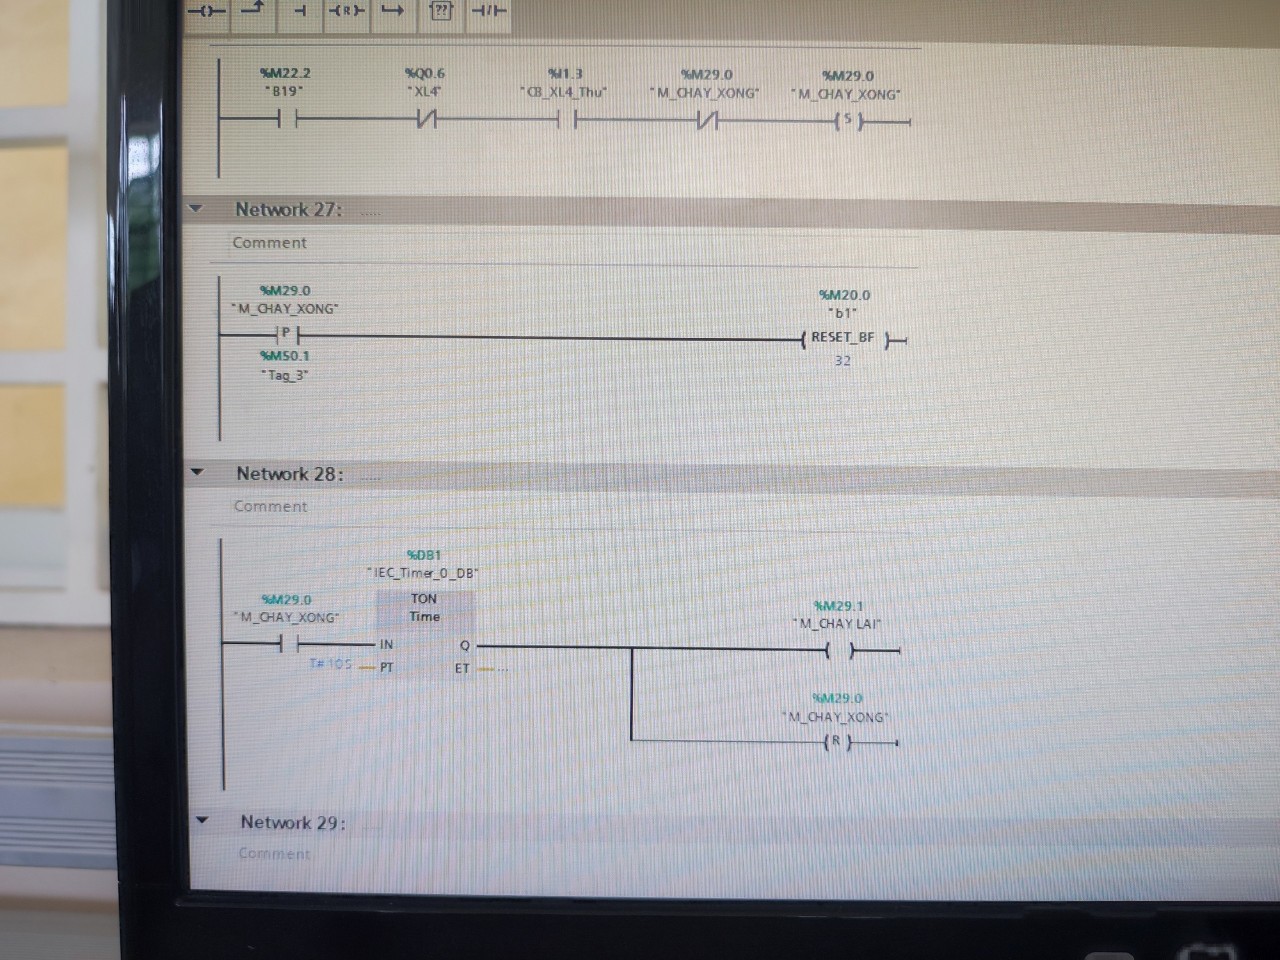 %M22.2 %Q0.6 %I1.3 %M29.0 %M29.0
"B19" "XL4" "CB_XL4_Thu" "M_CHAY_XONG" "M_CHAY_XONG"
S
Network 27: .....
Comment
%M29.0 %M20.0
"M_CHAY_XONG" "b1"
P RESET_BF
%M50.1 32
"Tag_3"
Network 28: .....
Comment
%DB1
"IEC_Timer_0_DB"
%M29.0 TON %M29.1
"M_CHAY_XONG" Time "M_CHAY LAI"
IN Q
T#10S PT ET ...
%M29.0
"M_CHAY_XONG"
R
Network 29: .....
Comment